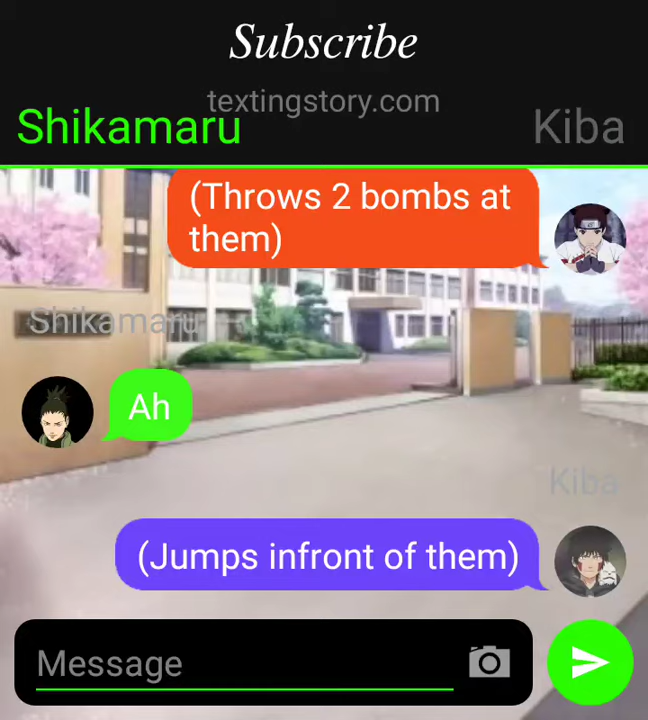 Subscribe
textingstory.com
Shikamaru
Kiba
(Throws 2 bombs at
them)
Shikamaru
Ah
Kiba
(Jumps infront of them)
Message